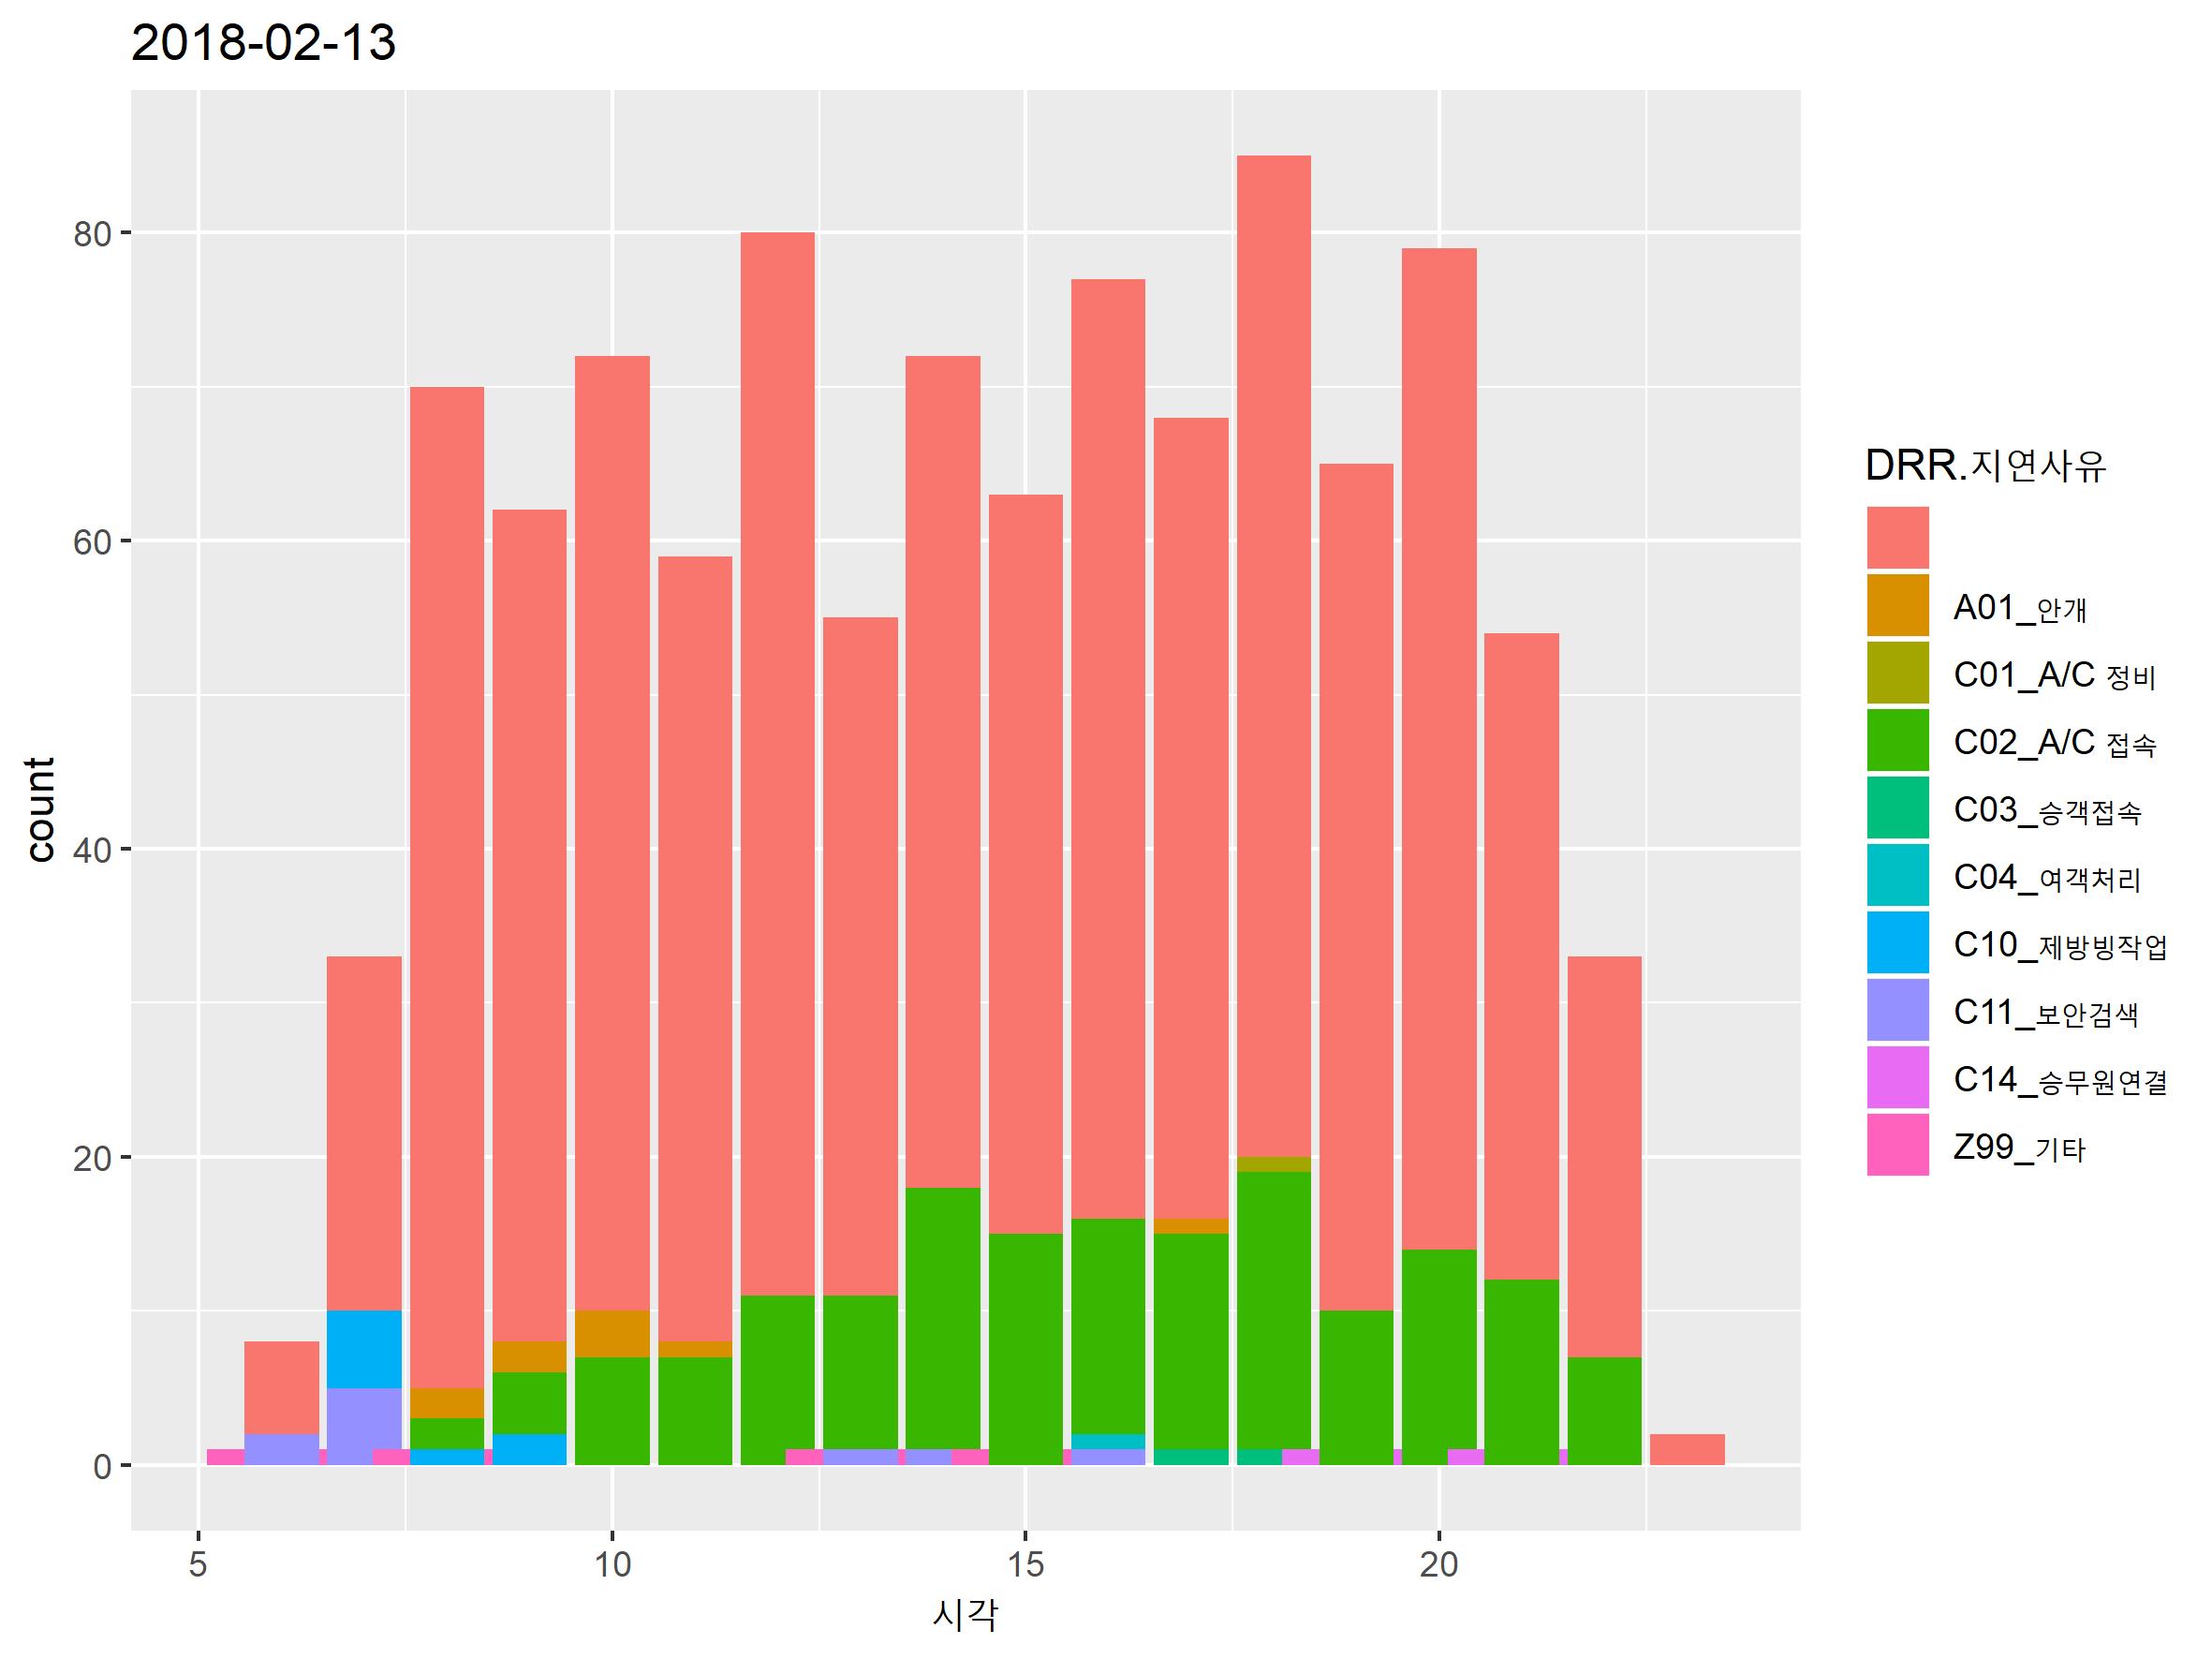 2018-02-13
80
60
40
20
0
count
5
10
15
20
시각
DRR.지연사유
A01_안개
C01_A/C 정비
C02_A/C 접속
C03_승객접속
C04_여객처리
C10_제방빙작업
C11_보안검색
C14_승무원연결
Z99_기타